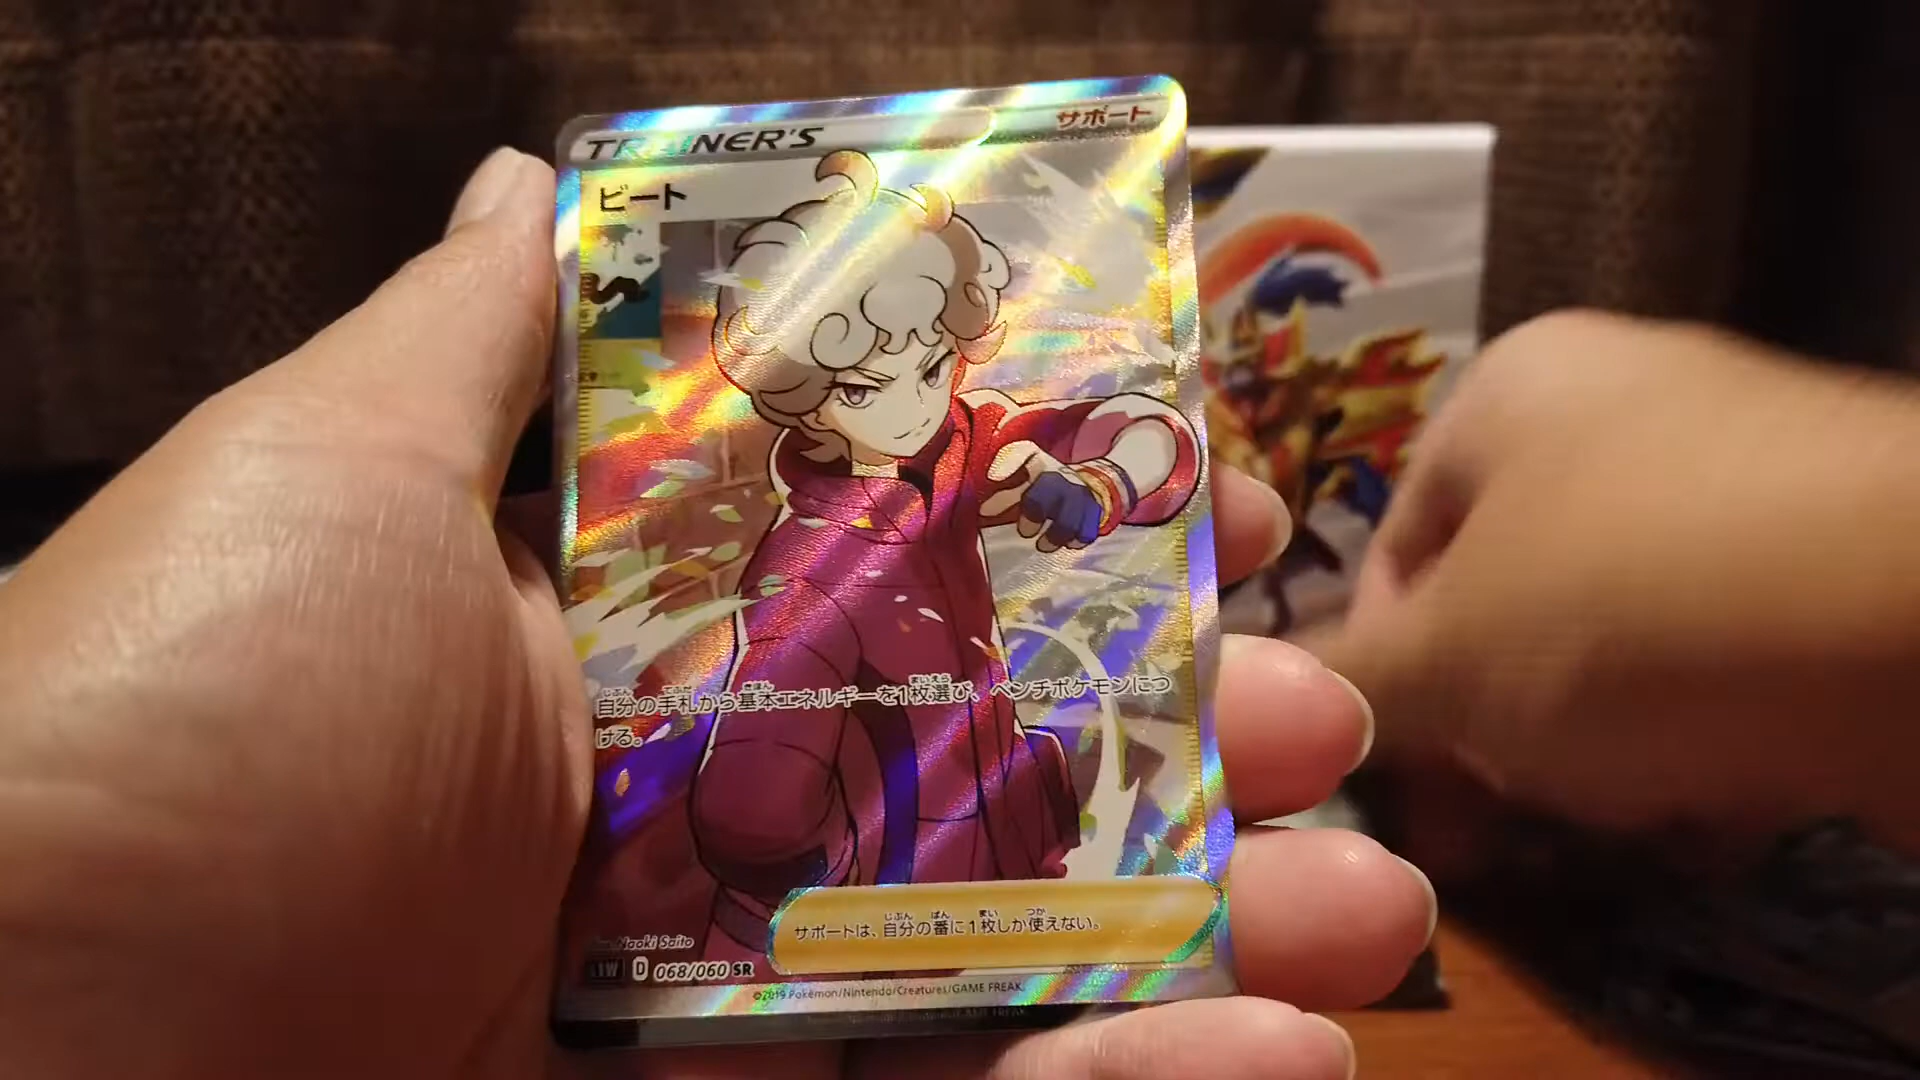 TRAINER'S サポート
ビート
自分の手札から基本エネルギーを1枚選び、ベンチポケモンにつ
ける。
サポートは、自分の番に1枚しか使えない。
Naoki Saito
S1W D 068/060 SR
©2019 Pokémon/Nintendo/Creatures/GAME FREAK.